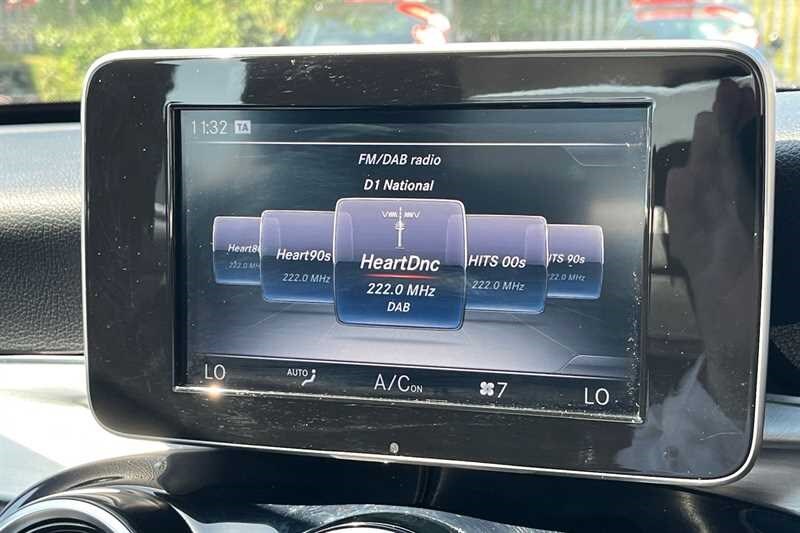 11:32 TA
FM/DAB radio
D1 National
Heart80
222.0 MHz
Heart90s
222.0 MHz
HeartDnc
222.0 MHz
DAB
HITS 00s
222.0 MHz
HITS 90s
222.0 MHz
LO AUTO A/C ON 7 LO